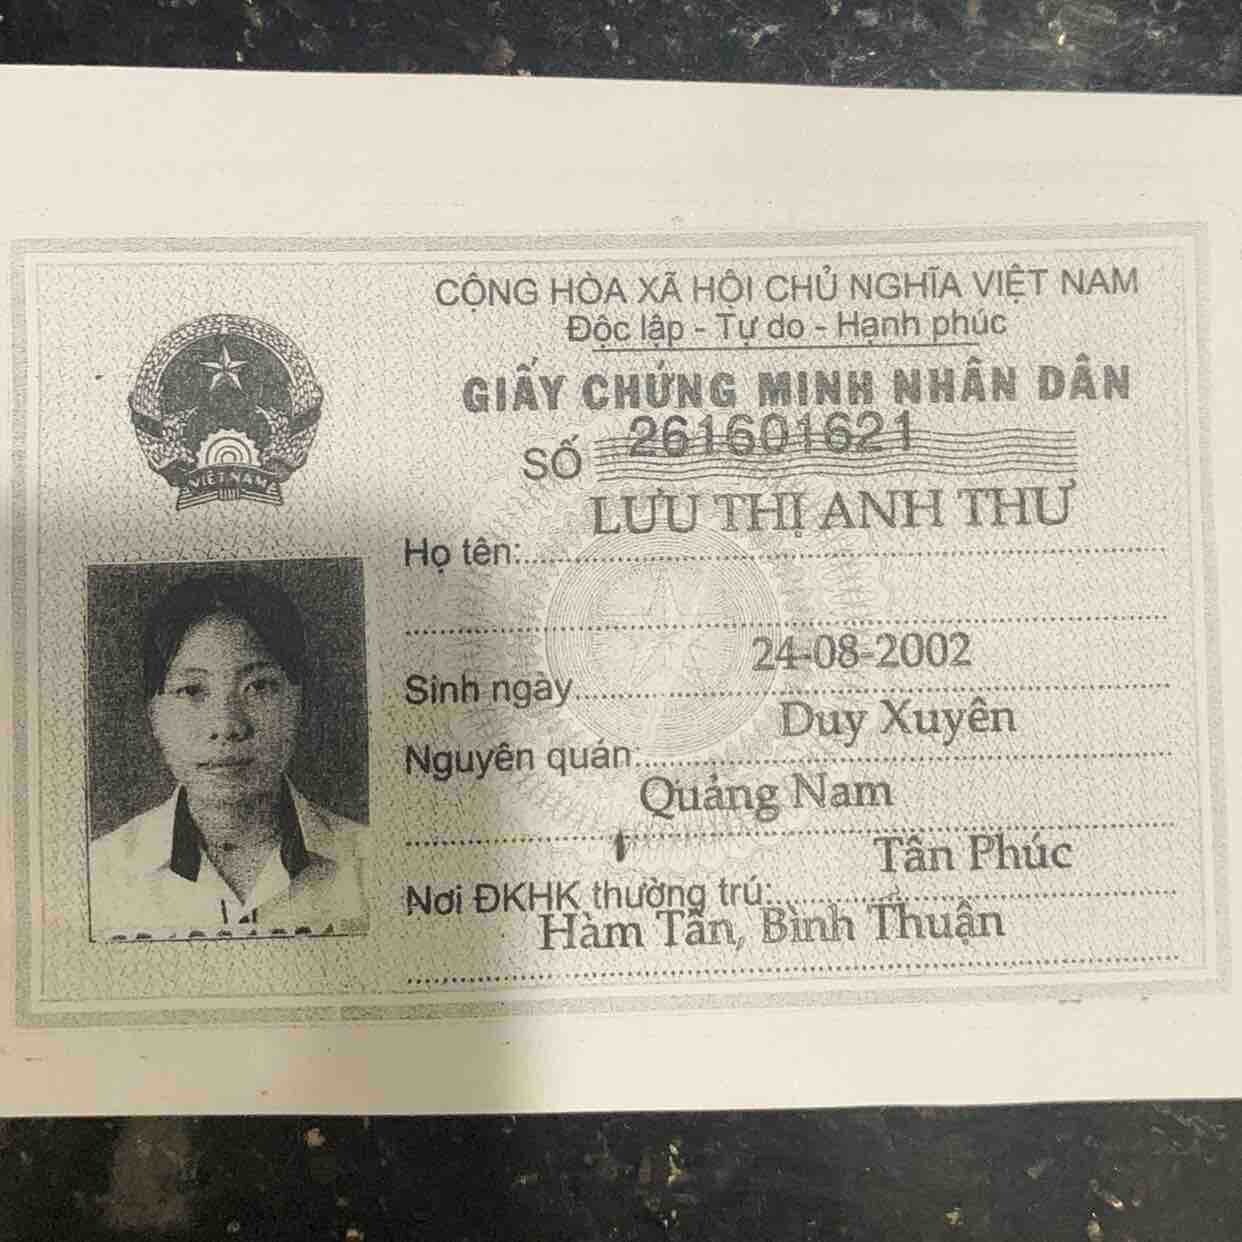 CỘNG HÒA XÃ HỘI CHỦ NGHĨA VIỆT NAM
Độc lập - Tự do - Hạnh phúc
GIẤY CHỨNG MINH NHÂN DÂN
SỐ 261601621
VIỆT NAM
Họ tên: LƯU THỊ ANH THƯ
Sinh ngày 24-08-2002
Nguyên quán: Duy Xuyên
Quảng Nam
Nơi ĐKHK thường trú: Tân Phúc
Hàm Tân, Bình Thuận